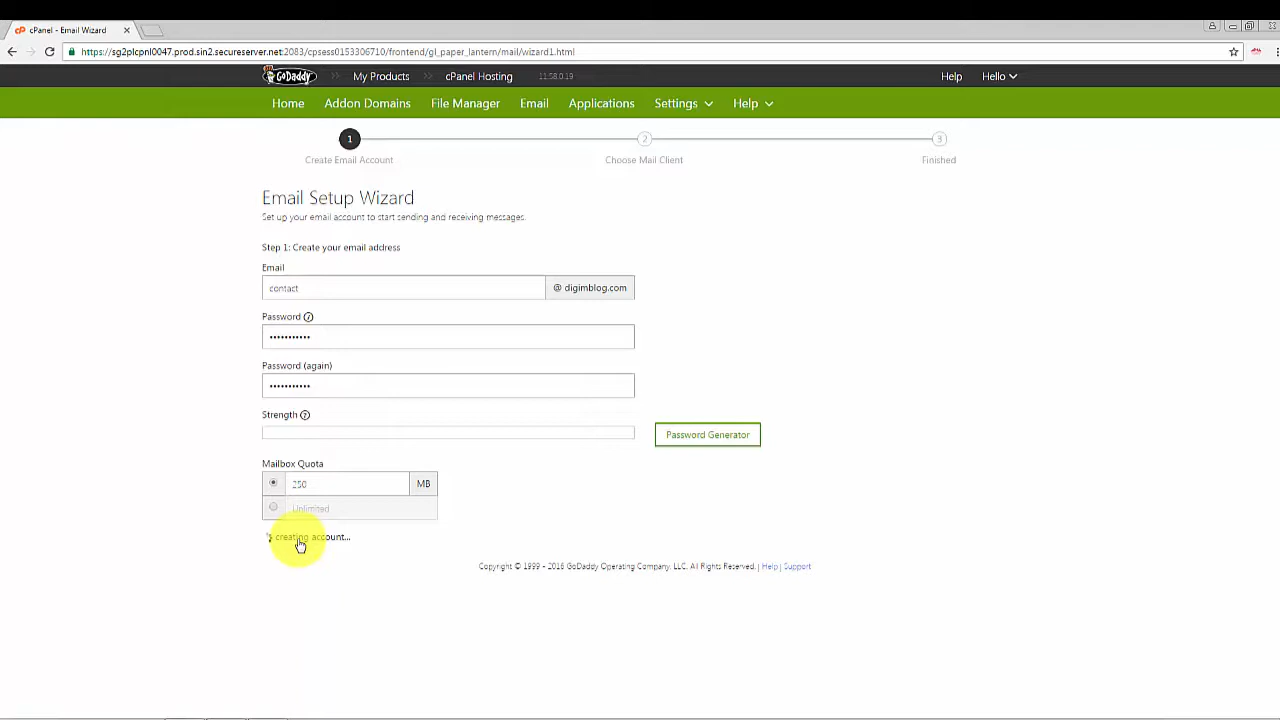 cPanel - Email Wizard
https://sg2plcpnl0047.prod.sin2.secureserver.net:2083/cpsess0153306710/frontend/gl_paper_lantern/mail/wizard1.html
GoDaddy My Products cPanel Hosting 11.58.0.19 Help Hello
Home Addon Domains File Manager Email Applications Settings Help
1 2 3
Create Email Account Choose Mail Client Finished
Email Setup Wizard
Set up your email account to start sending and receiving messages.
Step 1: Create your email address
Email
contact @ digimblog.com
Password
•••••••••••
Password (again)
•••••••••••
Strength
Password Generator
Mailbox Quota
250 MB
Unlimited
creating account...
Copyright © 1999 - 2016 GoDaddy Operating Company, LLC. All Rights Reserved. | Help | Support